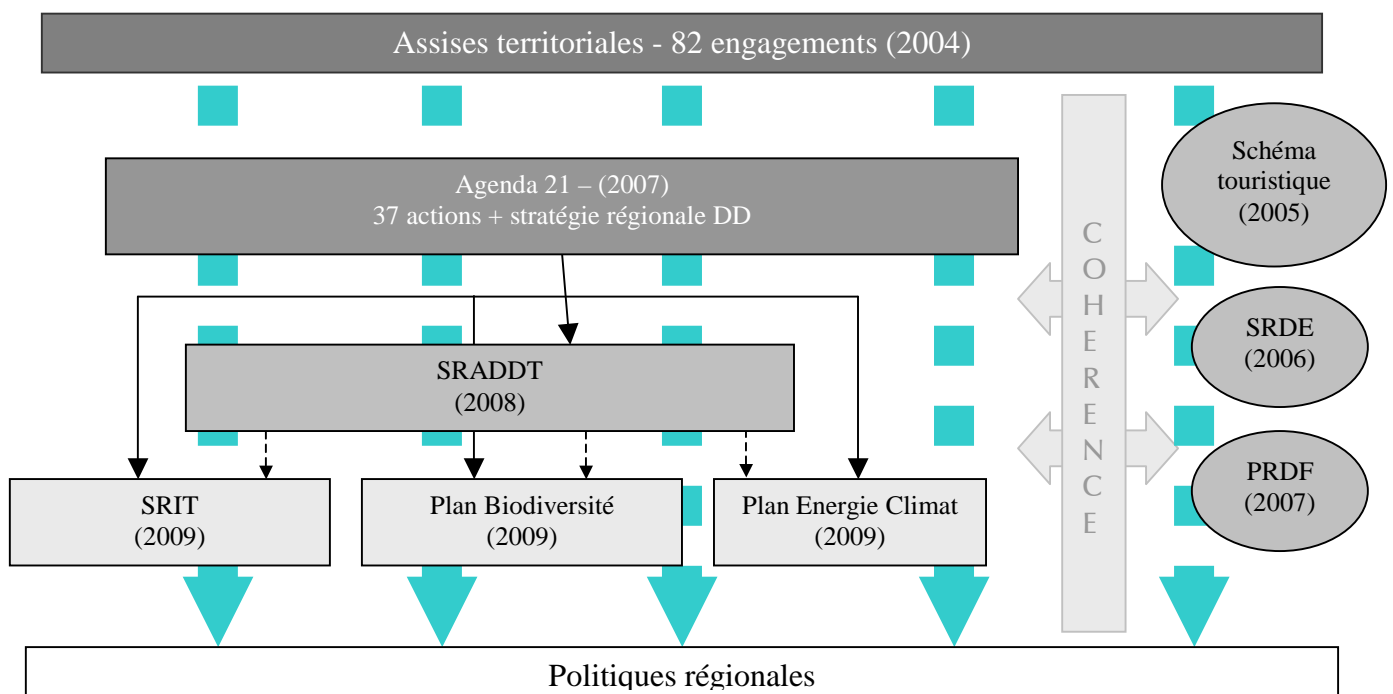 Assises territoriales - 82 engagements (2004)
Agenda 21 – (2007)
37 actions + stratégie régionale DD
SRADDT
(2008)
SRIT
(2009)
Plan Biodiversité
(2009)
Plan Energie Climat
(2009)
COHERENCE
Schéma
touristique
(2005)
SRDE
(2006)
PRDF
(2007)
Politiques régionales